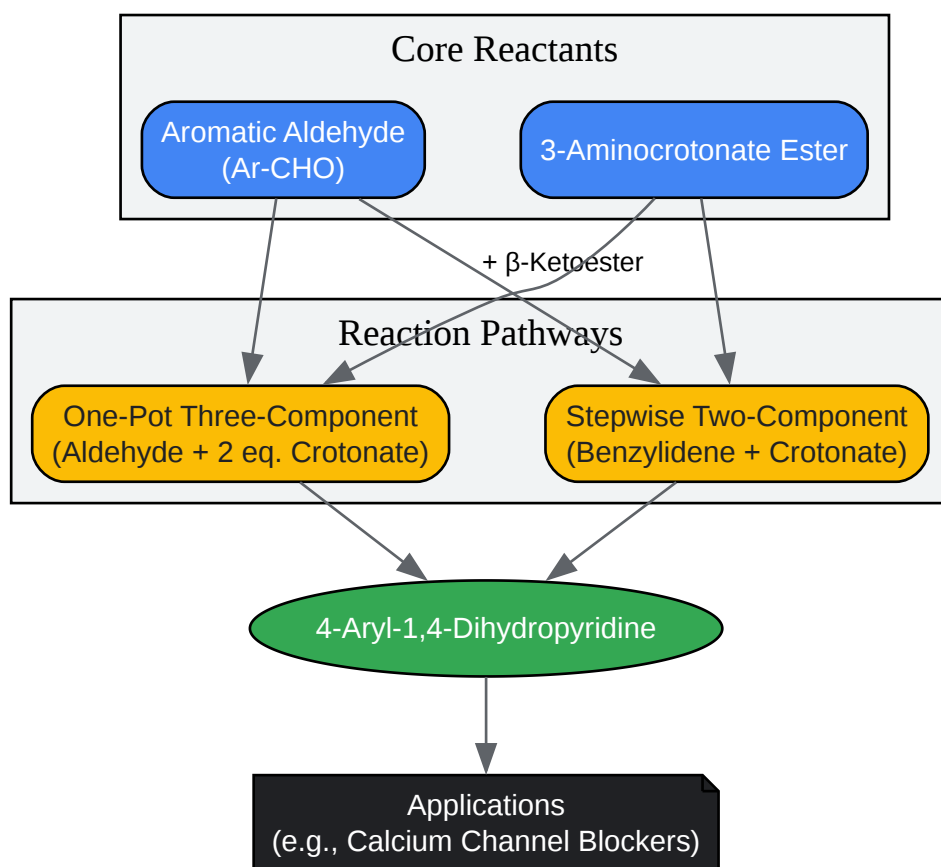 Core Reactants
Aromatic Aldehyde
(Ar-CHO)
3-Aminocrotonate Ester
+ β-Ketoester
Reaction Pathways
One-Pot Three-Component
(Aldehyde + 2 eq. Crotonate)
Stepwise Two-Component
(Benzylidene + Crotonate)
4-Aryl-1,4-Dihydropyridine
Applications
(e.g., Calcium Channel Blockers)